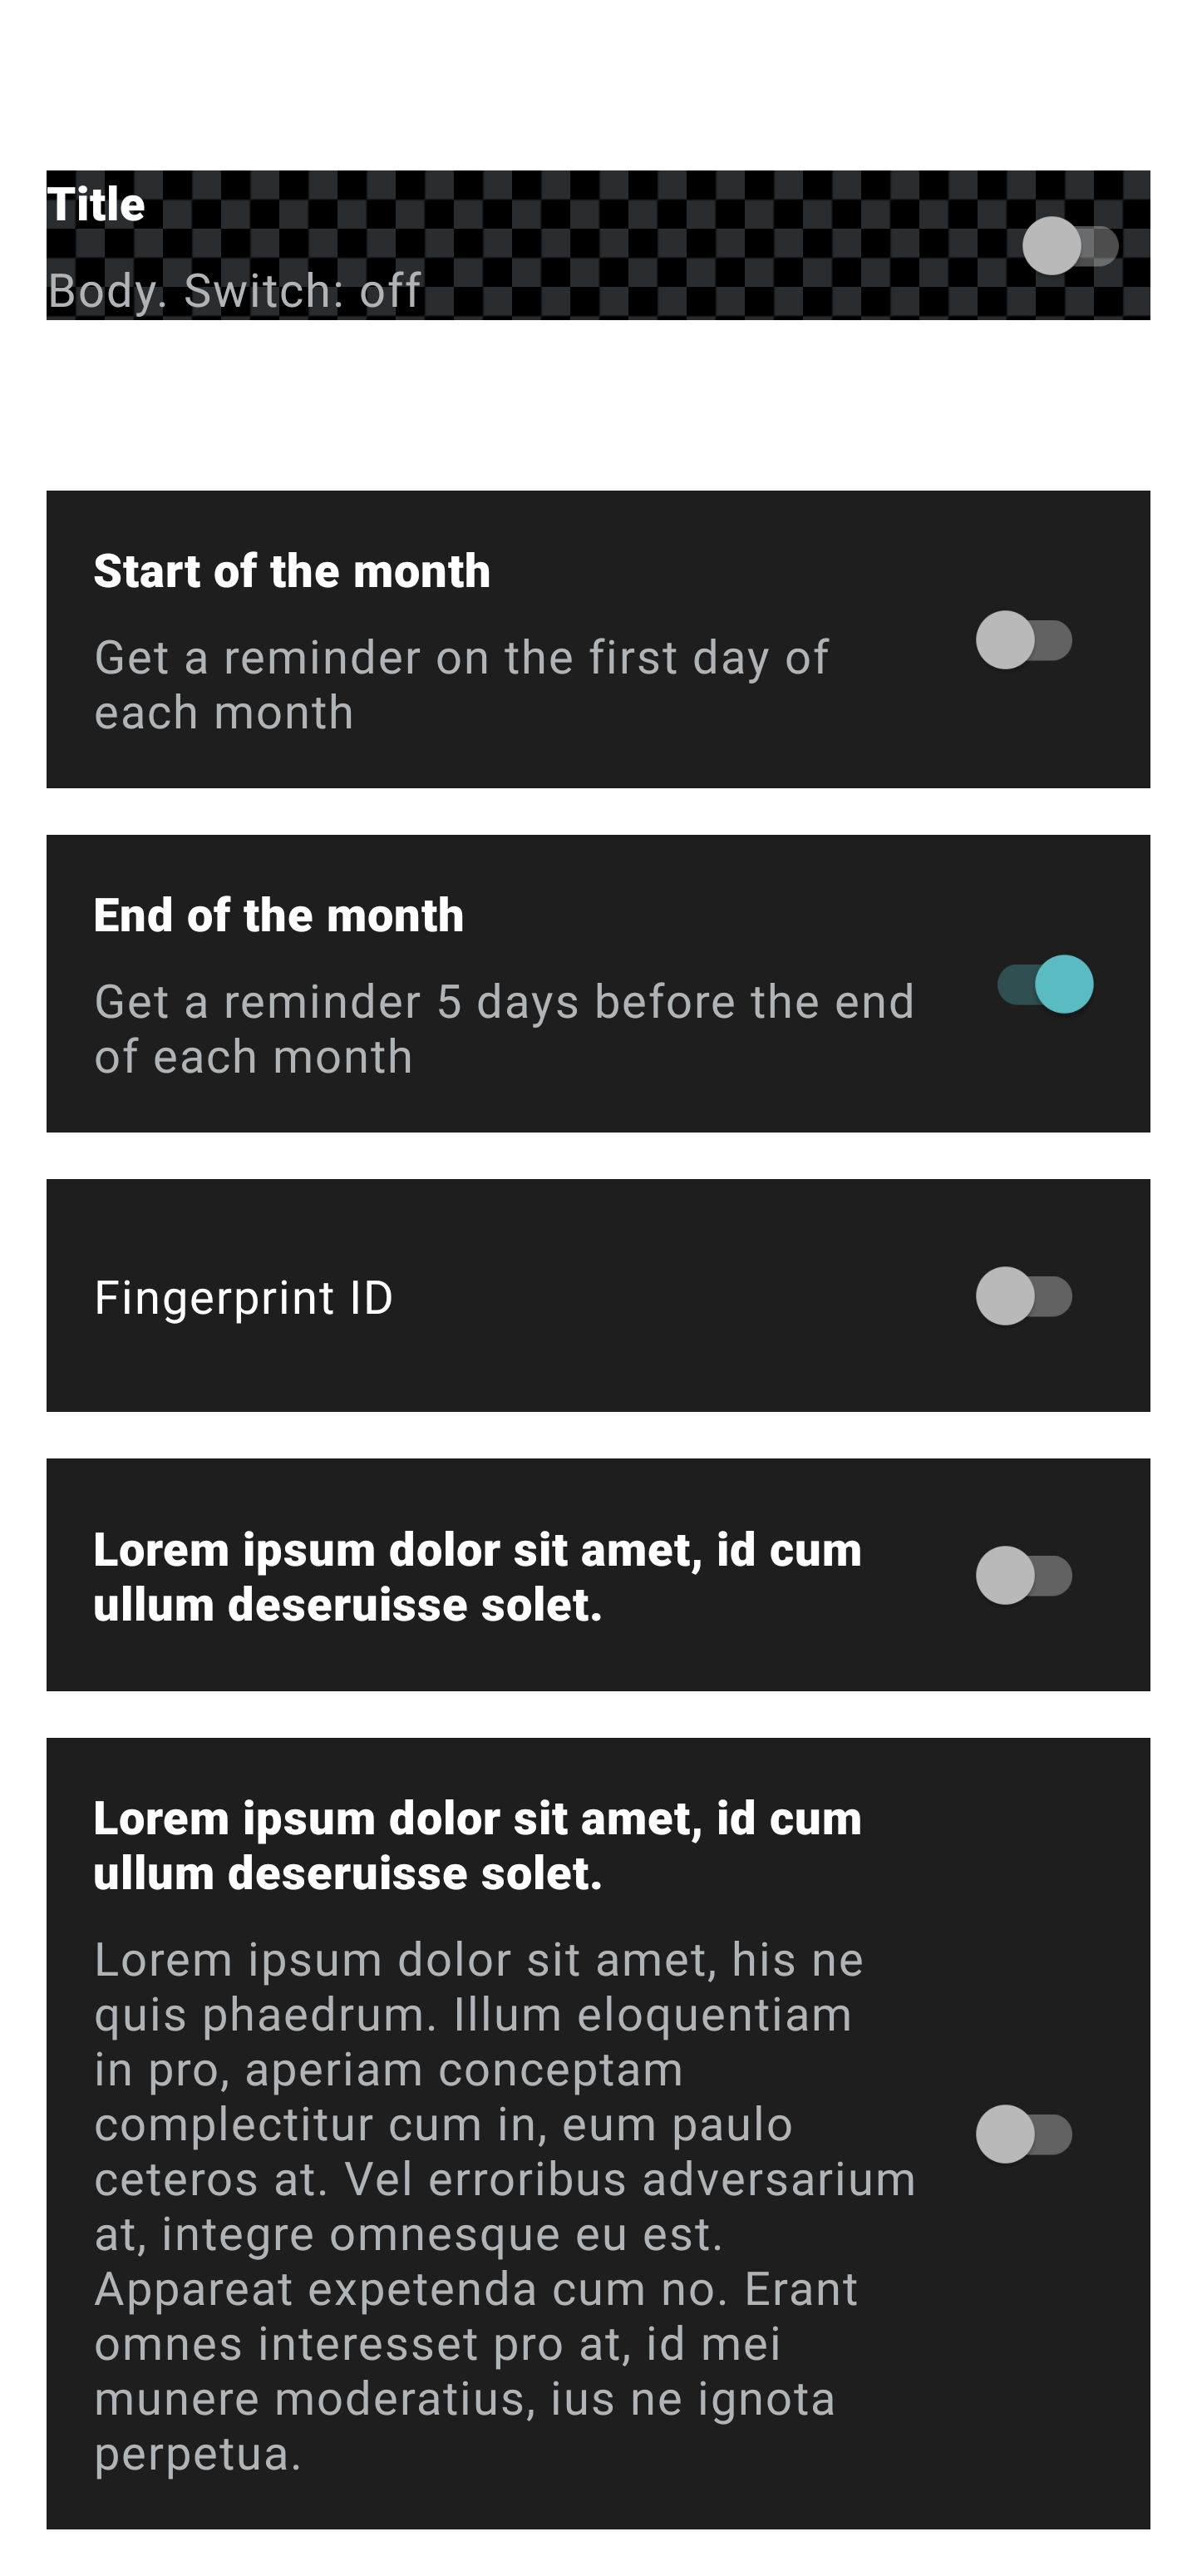 Title
Body. Switch: off
Start of the month
Get a reminder on the first day of
each month
End of the month
Get a reminder 5 days before the end
of each month
Fingerprint ID
Lorem ipsum dolor sit amet, id cum
ullum deseruisse solet.
Lorem ipsum dolor sit amet, id cum
ullum deseruisse solet.
Lorem ipsum dolor sit amet, his ne
quis phaedrum. Illum eloquentiam
in pro, aperiam conceptam
complectitur cum in, eum paulo
ceteros at. Vel erroribus adversarium
at, integre omnesque eu est.
Appareat expetenda cum no. Erant
omnes interesset pro at, id mei
munere moderatius, ius ne ignota
perpetua.